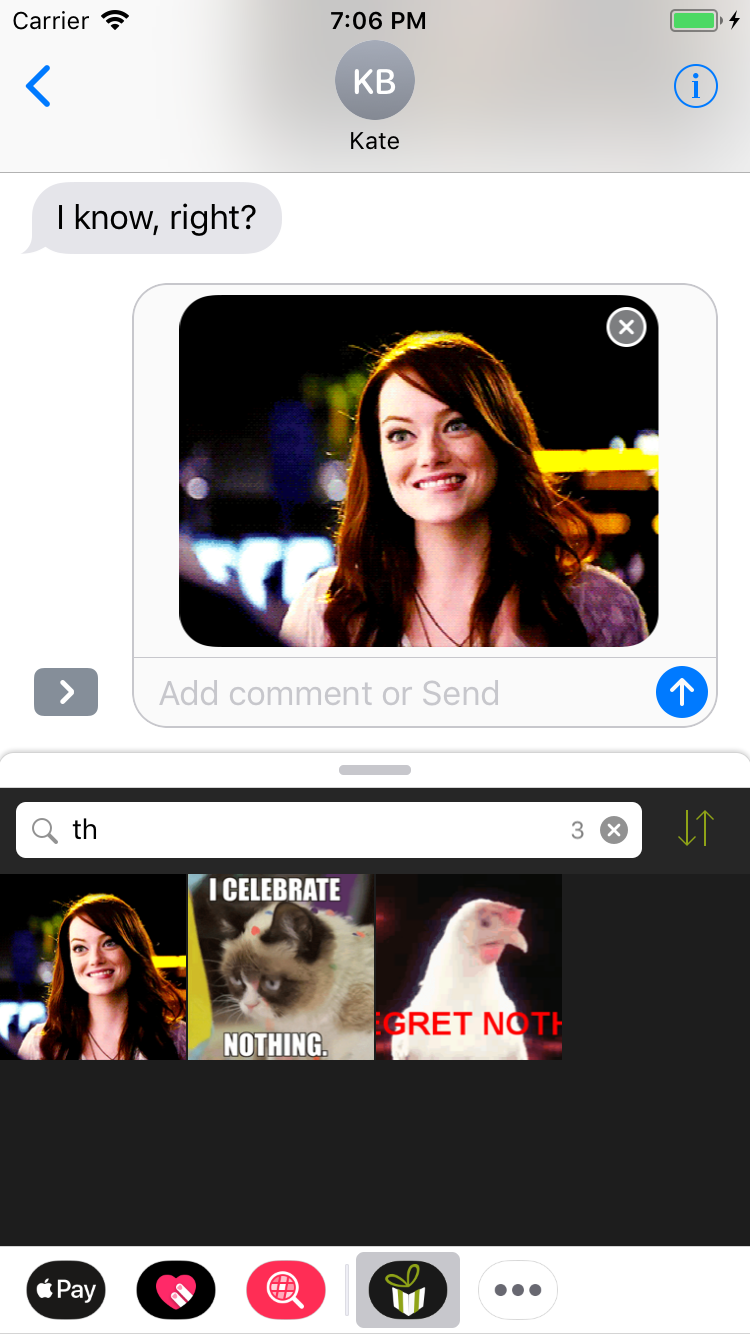 Carrier 7:06 PM
KB
Kate
I know, right?
Add comment or Send
th 3
I CELEBRATE
NOTHING.
EGRET NOTH
Pay